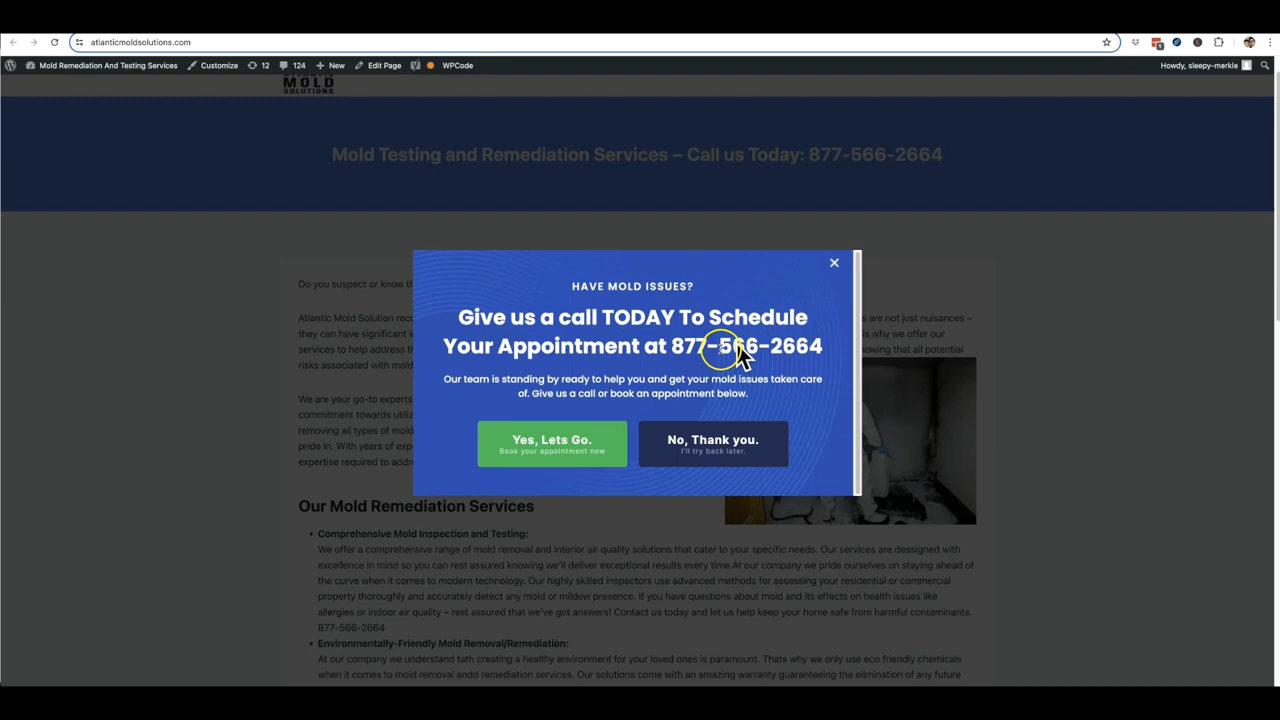 atlanticmoldsolutions.com
Mold Remediation And Testing Services Customize 12 124 New Edit Page WPCode Howdy, sleepy-merkle
MOLD
SOLUTIONS
Mold Testing and Remediation Services – Call us Today: 877-566-2664
HAVE MOLD ISSUES?
Give us a call TODAY To Schedule
Your Appointment at 877-566-2664
Our team is standing by ready to help you and get your mold issues taken care
of. Give us a call or book an appointment below.
Yes, Lets Go.
Book your appointment now
No, Thank you.
I'll try back later.
Do you suspect or know
Atlantic Mold Solution are not just nuisances –
they can have significant is why we offer our
services to help address knowing that all potential
risks associated with mold
We are your go-to experts
commitment towards
removing all types of mold
pride in. With years of
expertise required to
Our Mold Remediation Services
• Comprehensive Mold Inspection and Testing:
We offer a comprehensive range of mold removal and interior air quality solutions that cater to your specific needs. Our services are dessigned with
excellence in mind so you can rest assured knowing we'll deliver exceptional results every time.At our company we pride ourselves on staying ahead of
the curve when it comes to modern technology. Our highly skilled inspectors use advanced methods for assessing your residential or commercial
property thoroughly and accurately detect any mold or mildew presence. If you have questions about mold and its effects on health issues like
allergies or indoor air quality – rest assured that we've got answers! Contact us today and let us help keep your home safe from harmful contaminants.
877-566-2664
• Environmentally-Friendly Mold Removal/Remediation:
At our company we understand tath creating a healthy environment for your loved ones is paramount. Thats why we only use eco friendly chemicals
when it comes to mold removal andd remediation services. Our solutions come with an amazing warranty guaranteeing the elimination of any future